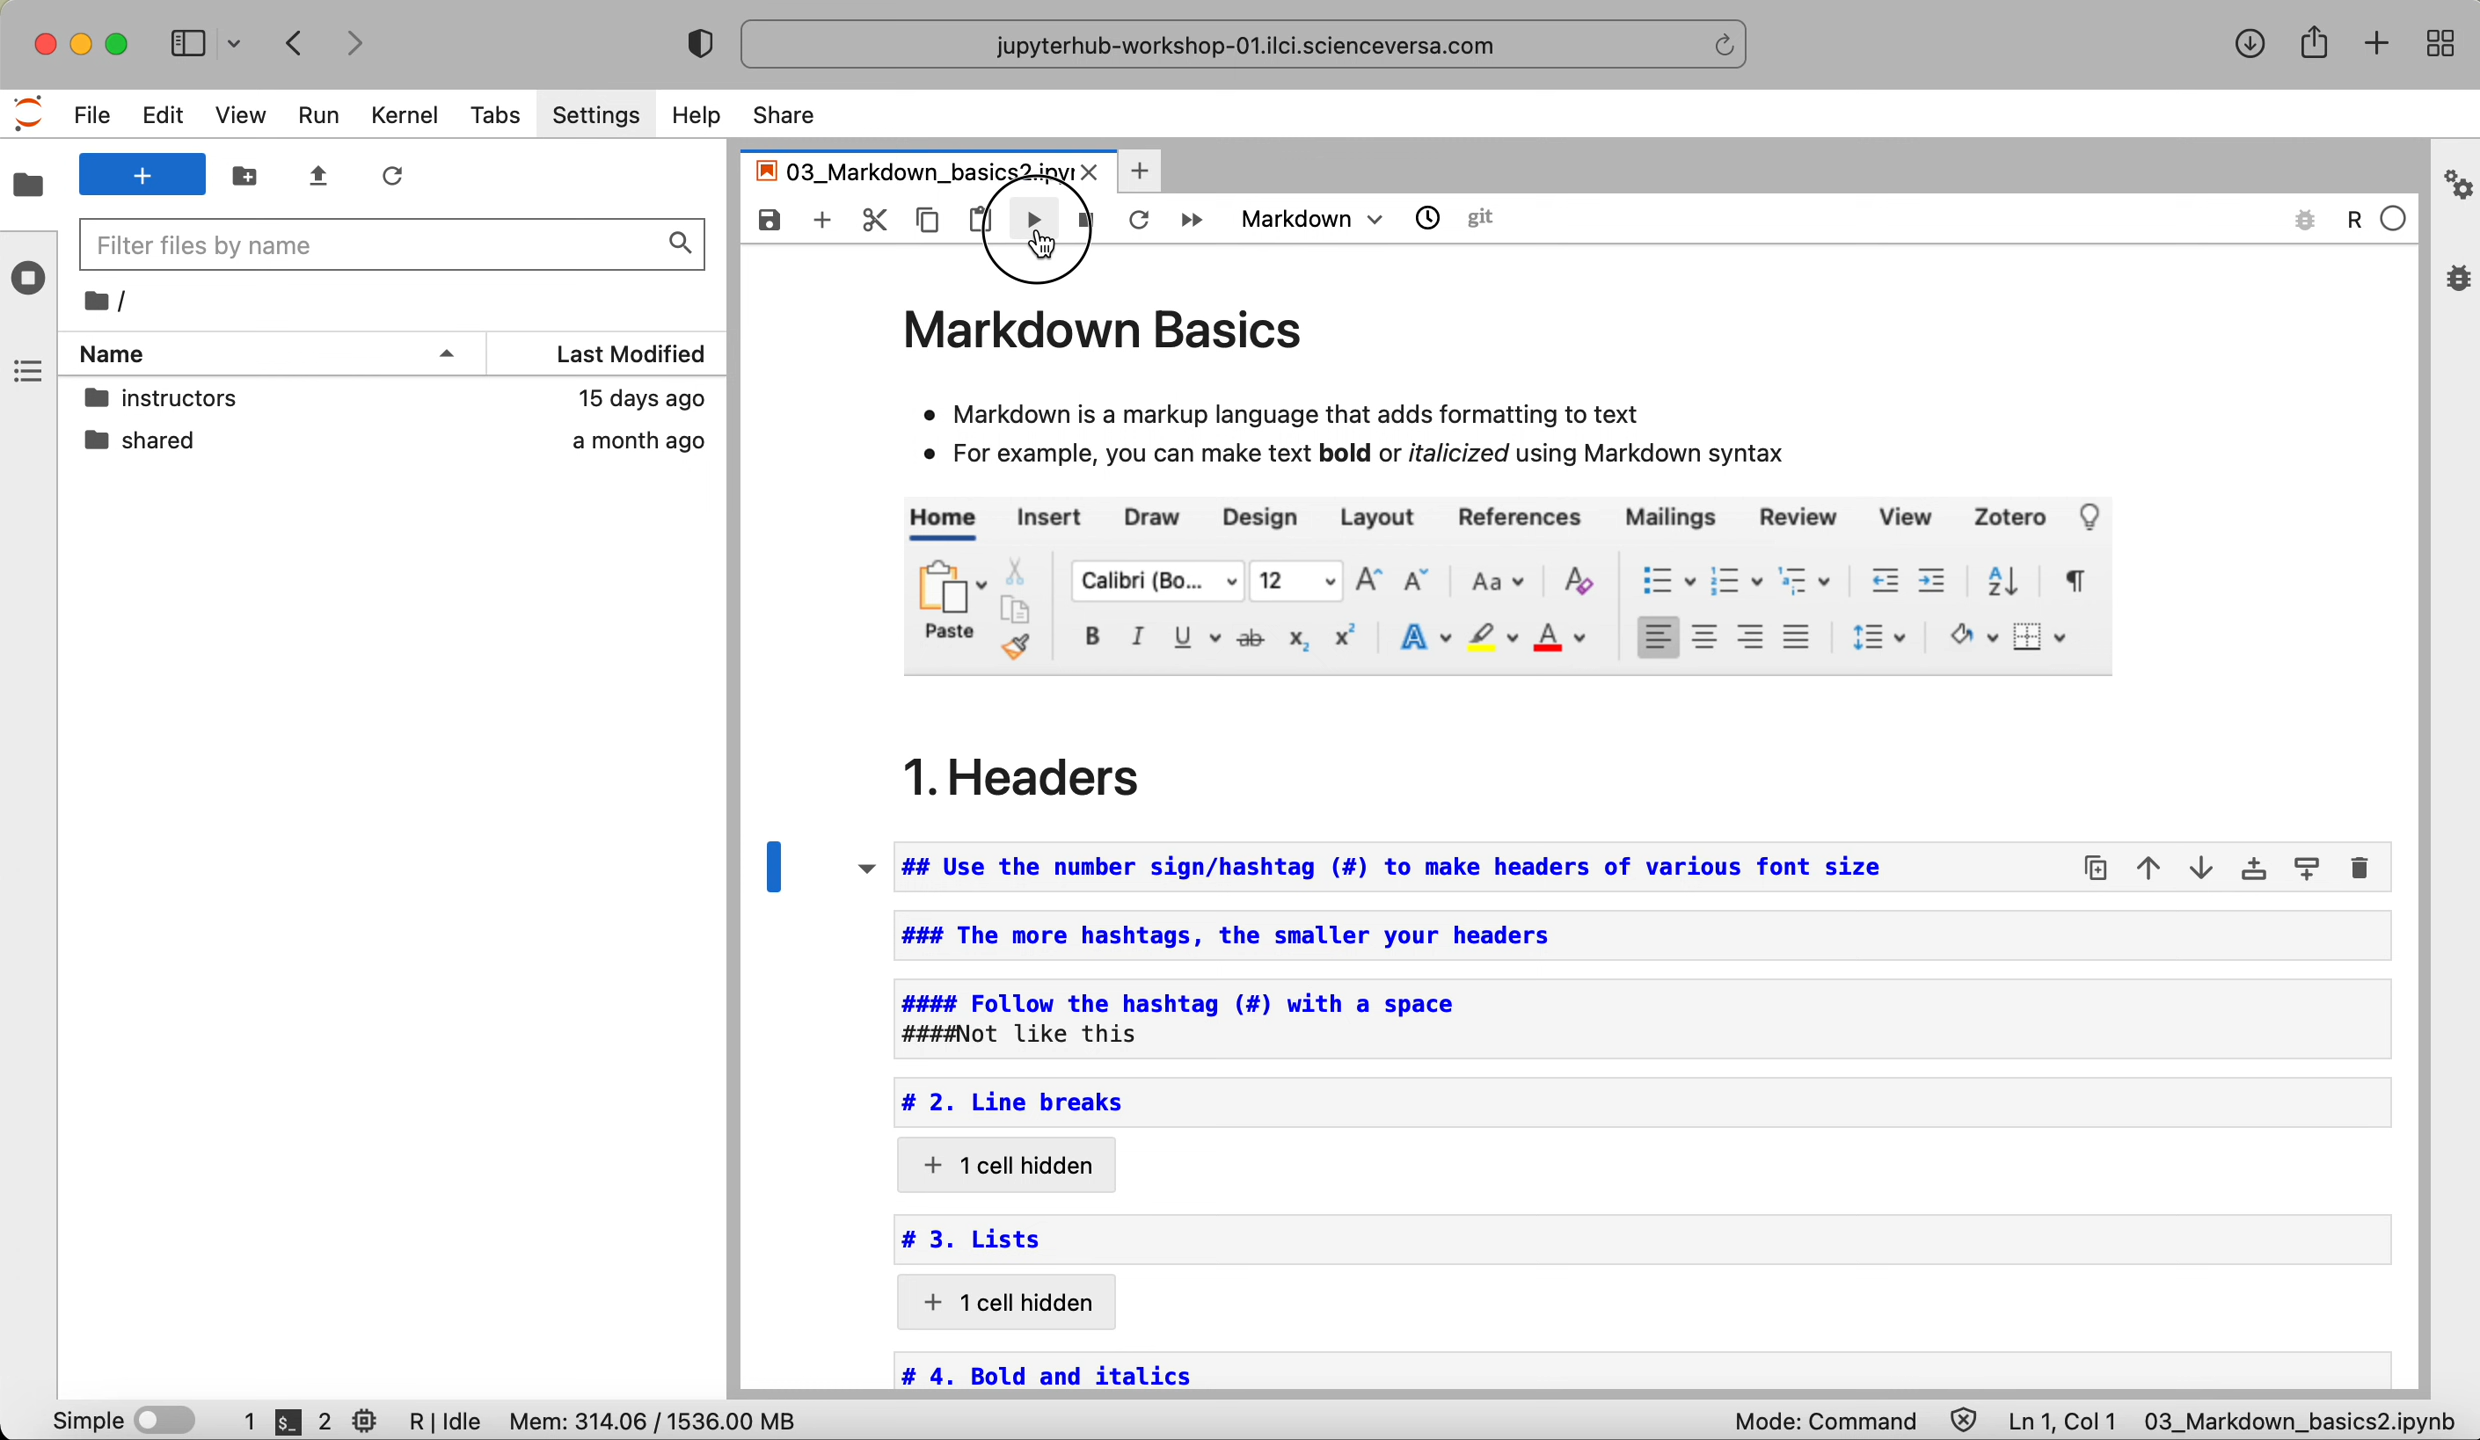 jupyterhub-workshop-01.ilci.scienceversa.com
File Edit View Run Kernel Tabs Settings Help Share
03_Markdown_basics2.ipyr
Markdown git R
Filter files by name
/
Name Last Modified
instructors 15 days ago
shared a month ago
Markdown Basics
Markdown is a markup language that adds formatting to text
For example, you can make text bold or italicized using Markdown syntax
Home Insert Draw Design Layout References Mailings Review View Zotero
Calibri (Bo... 12 Aa
Paste
B I U ab x₂ x² A A
1. Headers
## Use the number sign/hashtag (#) to make headers of various font size
### The more hashtags, the smaller your headers
#### Follow the hashtag (#) with a space
####Not like this
# 2. Line breaks
+ 1 cell hidden
# 3. Lists
+ 1 cell hidden
# 4. Bold and italics
Simple 1 $_ 2 R | Idle Mem: 314.06 / 1536.00 MB Mode: Command Ln 1, Col 1 03_Markdown_basics2.ipynb